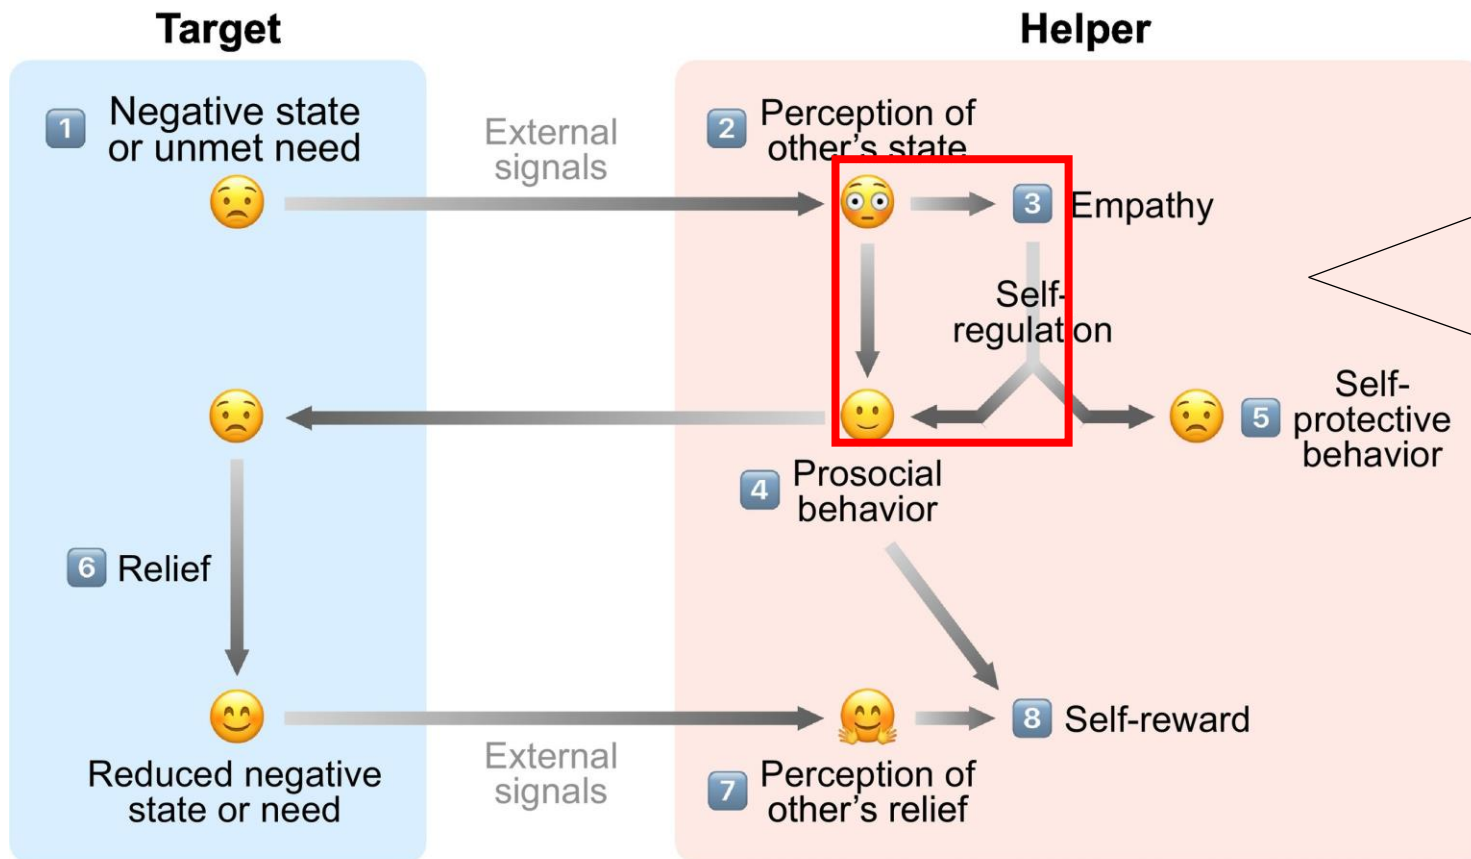 Target
Helper
1 Negative state
or unmet need
External
signals
2 Perception of
other's state
3 Empathy
Self-
regulation
5 Self-
protective
behavior
4 Prosocial
behavior
6 Relief
8 Self-reward
Reduced negative
state or need
External
signals
7 Perception of
other's relief